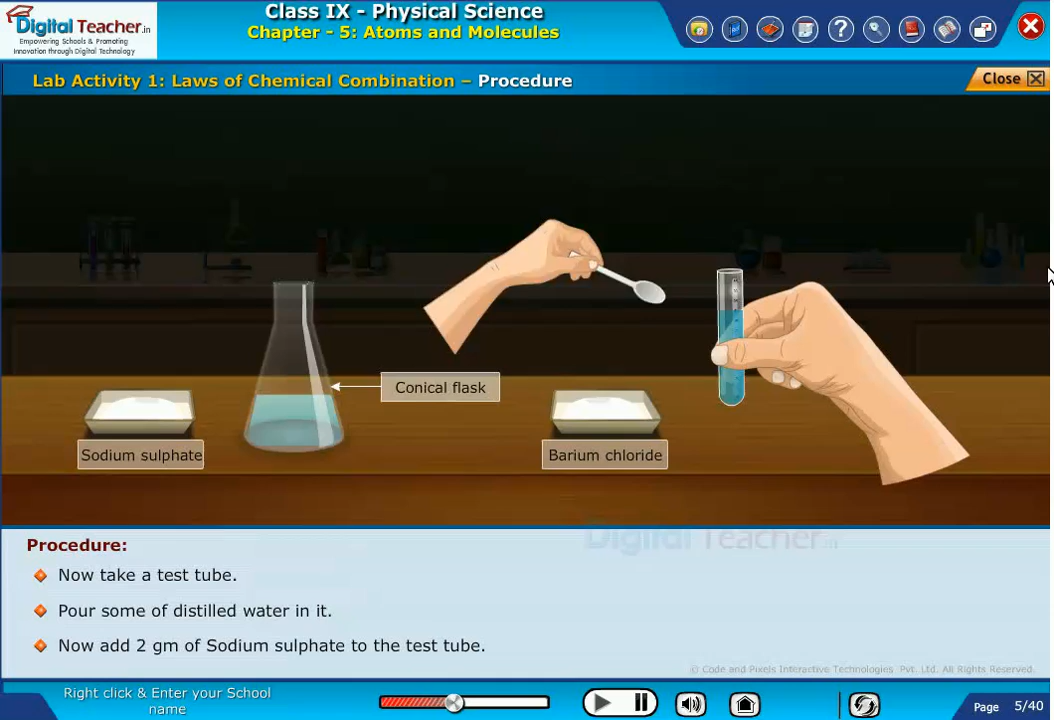 Class IX - Physical Science
Digital Teacher.in
Empowering Schools & Promoting
Innovation through Digital Technology
Chapter - 5: Atoms and Molecules
Lab Activity 1: Laws of Chemical Combination – Procedure
Close
Conical flask
Sodium sulphate
Barium chloride
Digital Teacher.in
Procedure:
Now take a test tube.
Pour some of distilled water in it.
Now add 2 gm of Sodium sulphate to the test tube.
© Code and Pixels Interactive Technologies Pvt. Ltd. All Rights Reserved.
Right click & Enter your School
name
Page 5/40